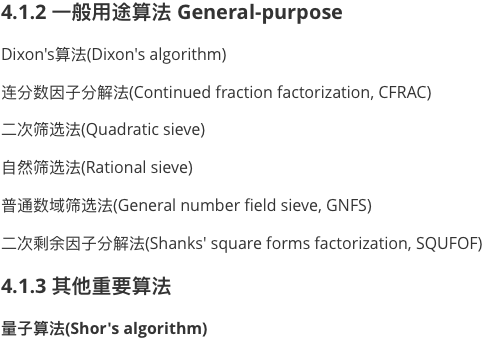 4.1.2 一般用途算法 General-purpose
Dixon's算法(Dixon's algorithm)
连分数因子分解法(Continued fraction factorization, CFRAC)
二次筛选法(Quadratic sieve)
自然筛选法(Rational sieve)
普通数域筛选法(General number field sieve, GNFS)
二次剩余因子分解法(Shanks' square forms factorization, SQUFOF)
4.1.3 其他重要算法
量子算法(Shor's algorithm)